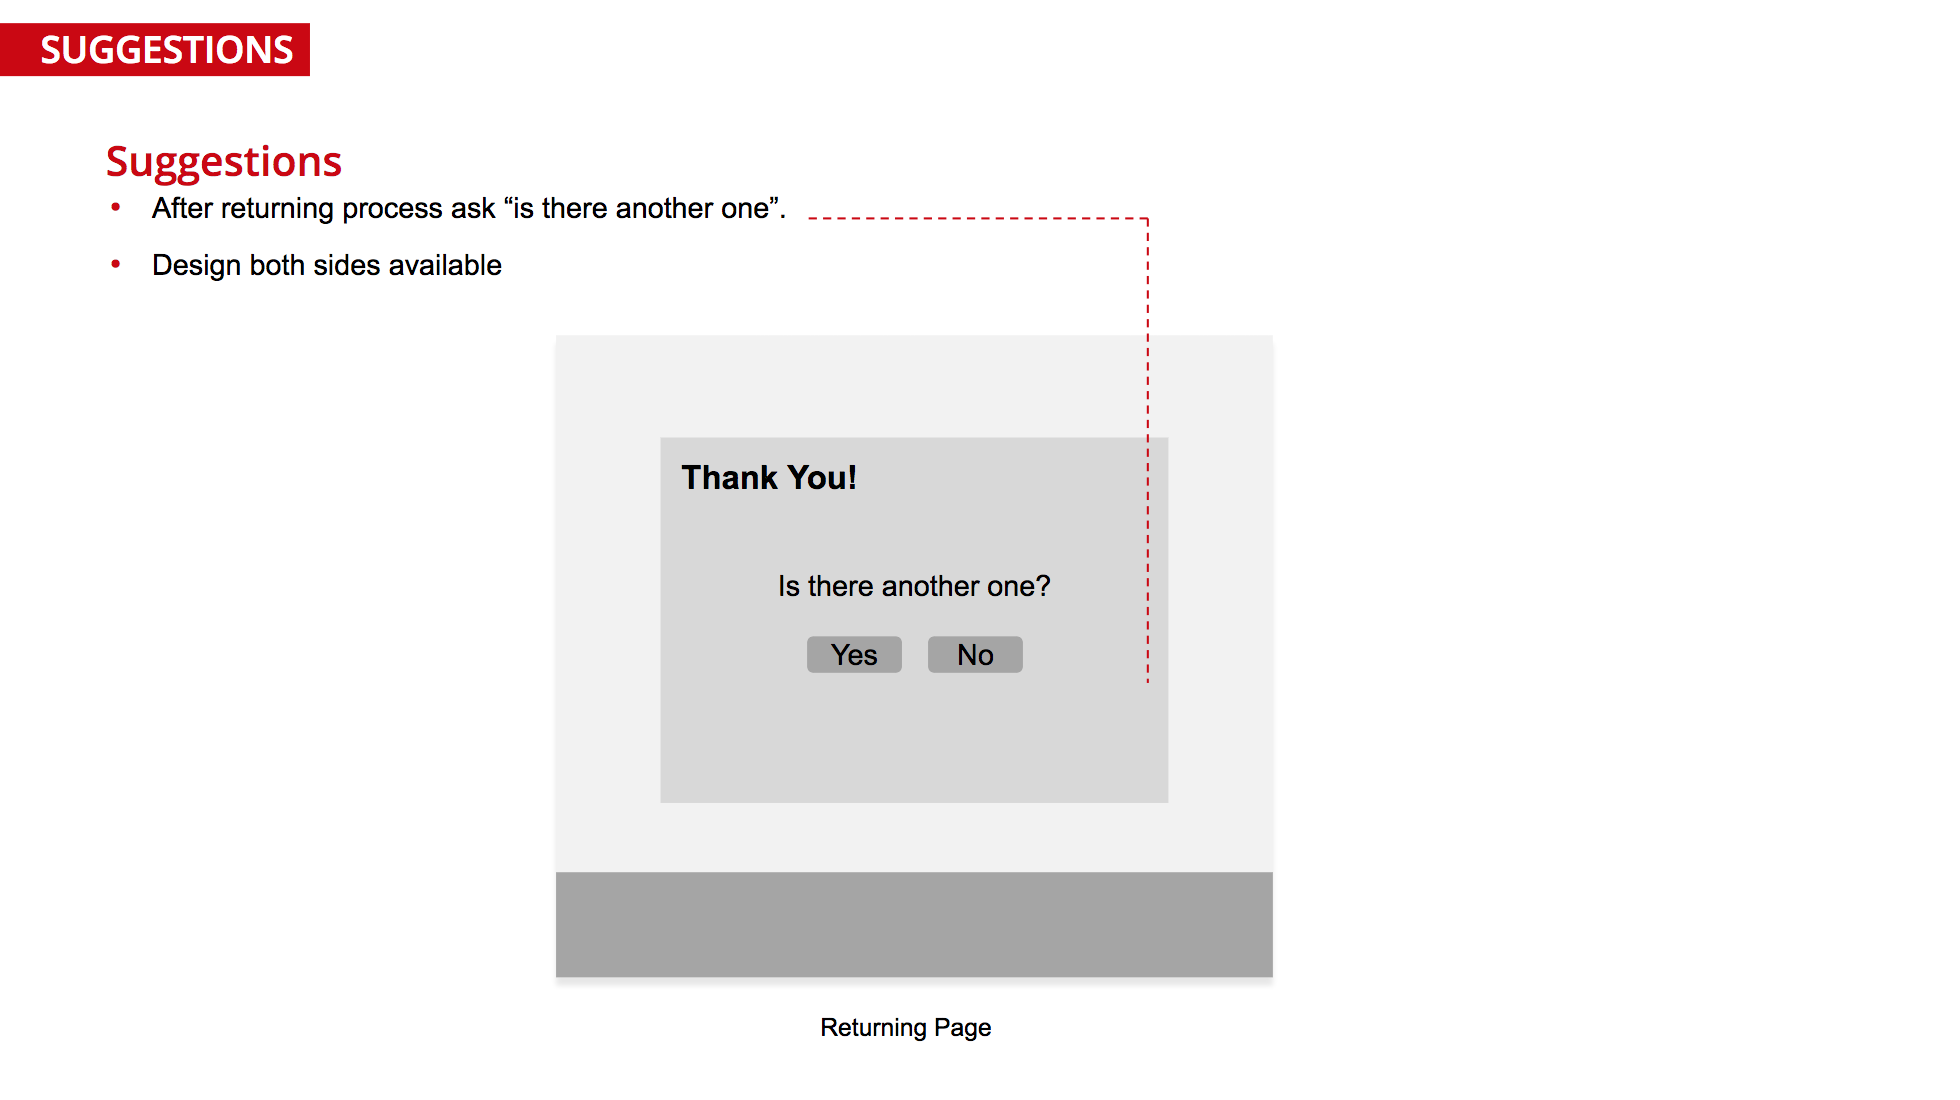 SUGGESTIONS
Suggestions
• After returning process ask “is there another one”.
• Design both sides available
Thank You!
Is there another one?
Yes No
Returning Page